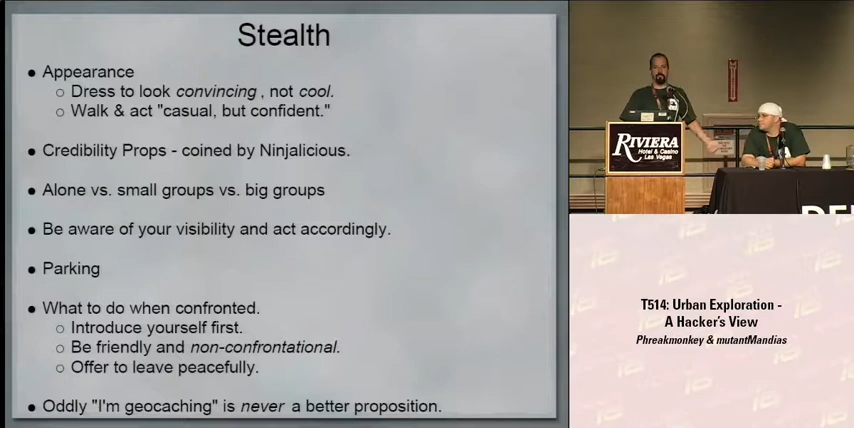 Stealth
• Appearance
○ Dress to look convincing , not cool.
○ Walk & act "casual, but confident."
• Credibility Props - coined by Ninjalicious.
• Alone vs. small groups vs. big groups
• Be aware of your visibility and act accordingly.
• Parking
• What to do when confronted.
○ Introduce yourself first.
○ Be friendly and non-confrontational.
○ Offer to leave peacefully.
• Oddly "I'm geocaching" is never a better proposition.
RIVIERA
Hotel & Casino
Las Vegas
T514: Urban Exploration -
A Hacker's View
Phreakmonkey & mutantMandias